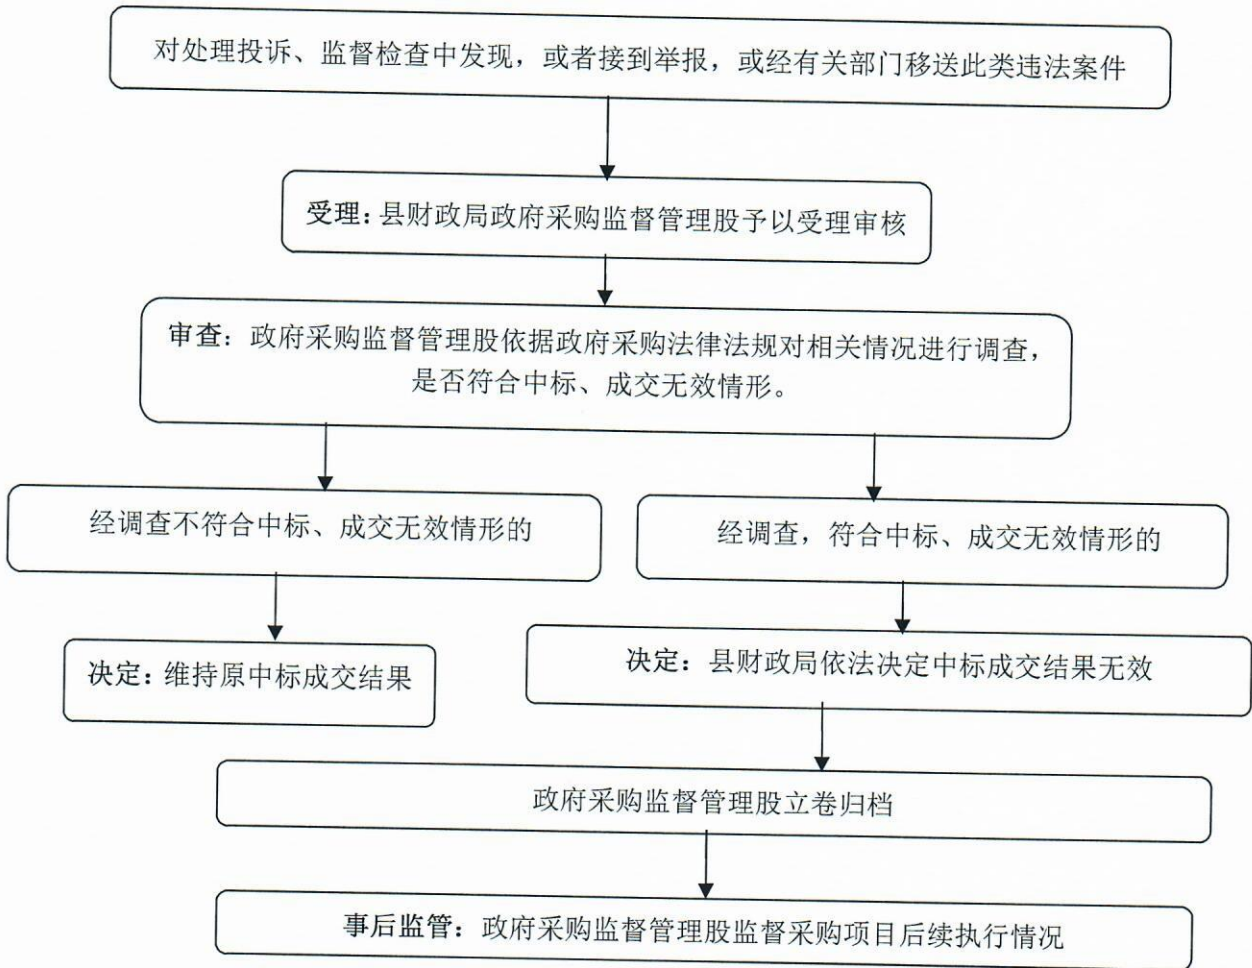 对处理投诉、监督检查中发现，或者接到举报，或经有关部门移送此类违法案件
受理：县财政局政府采购监督管理股予以受理审核
审查：政府采购监督管理股依据政府采购法律法规对相关情况进行调查，
是否符合中标、成交无效情形。
经调查不符合中标、成交无效情形的
经调查，符合中标、成交无效情形的
决定：维持原中标成交结果
决定：县财政局依法决定中标成交结果无效
政府采购监督管理股立卷归档
事后监管：政府采购监督管理股监督采购项目后续执行情况